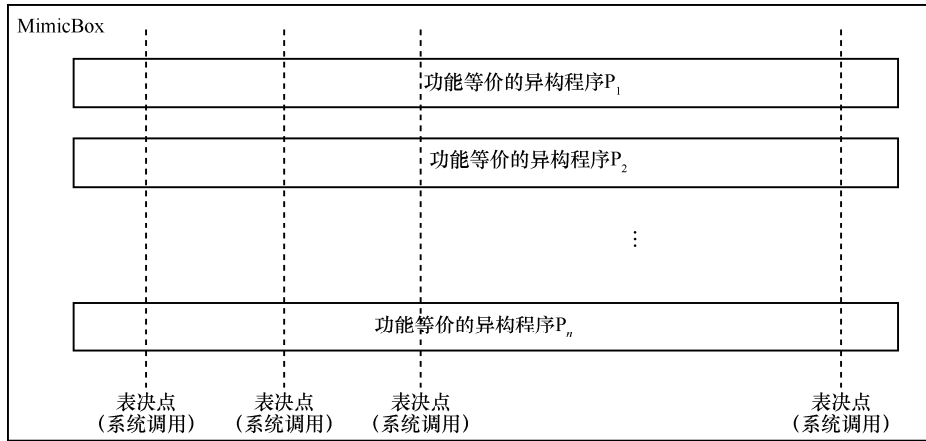 MimicBox
功能等价的异构程序P1
功能等价的异构程序P2
⋮
功能等价的异构程序Pn
表决点 表决点 表决点 表决点
(系统调用) (系统调用) (系统调用) (系统调用)